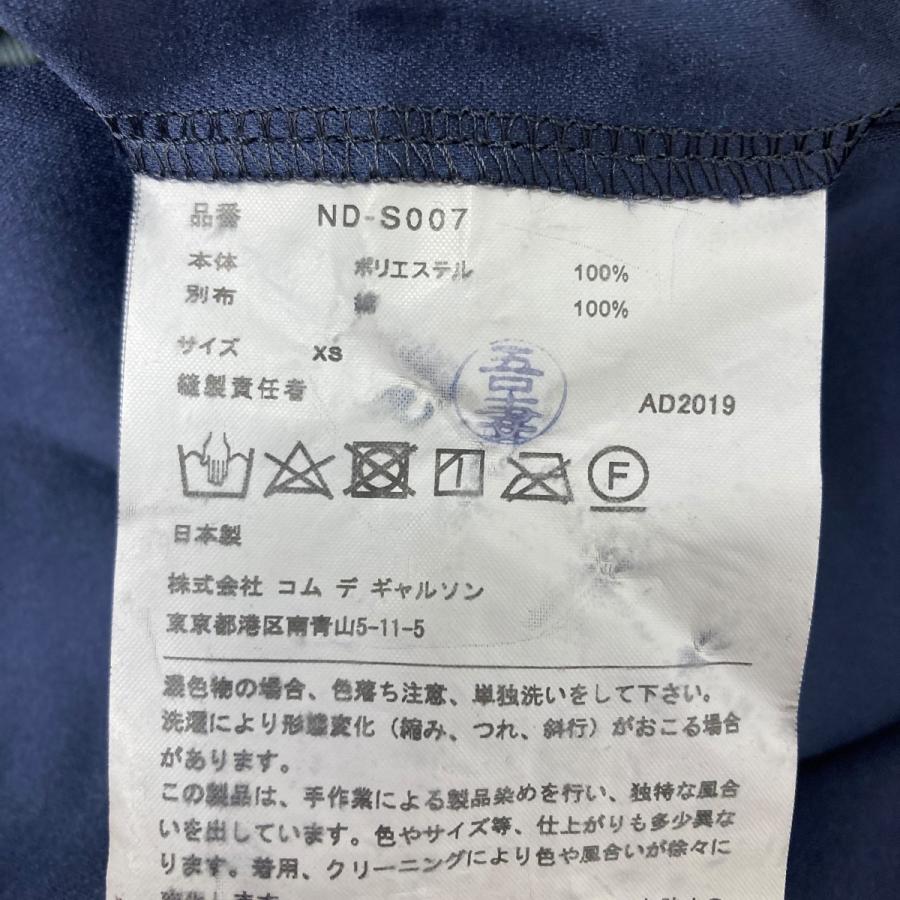 品番 ND-S007
本体 ポリエステル 100%
別布 綿 100%
サイズ XS
縫製責任者 AD2019
F
日本製
株式会社 コム デ ギャルソン
東京都港区南青山5-11-5
濃色物の場合、色落ち注意、単独洗いをして下さい。
洗濯により形態変化（縮み、つれ、斜行）がおこる場合
があります。
この製品は、手作業による製品染めを行い、独特な風合
いを出しています。色やサイズ等、仕上がりも多少異な
ります。着用、クリーニングにより色や風合いが徐々に
変化します。